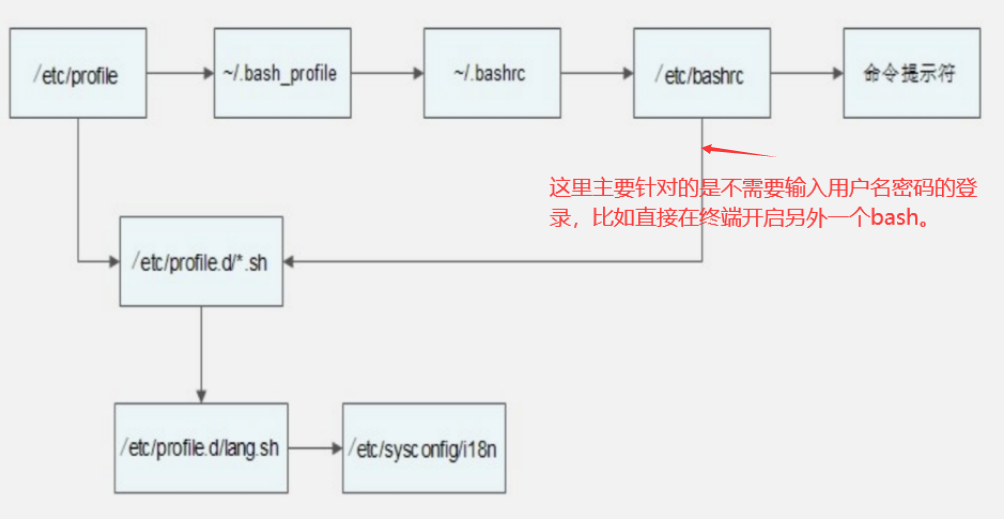 /etc/profile
~/.bash_profile
~/.bashrc
/etc/bashrc
命令提示符
这里主要针对的是不需要输入用户名密码的登
录，比如直接在终端开启另外一个bash。
/etc/profile.d/*.sh
/etc/profile.d/lang.sh
/etc/sysconfig/i18n